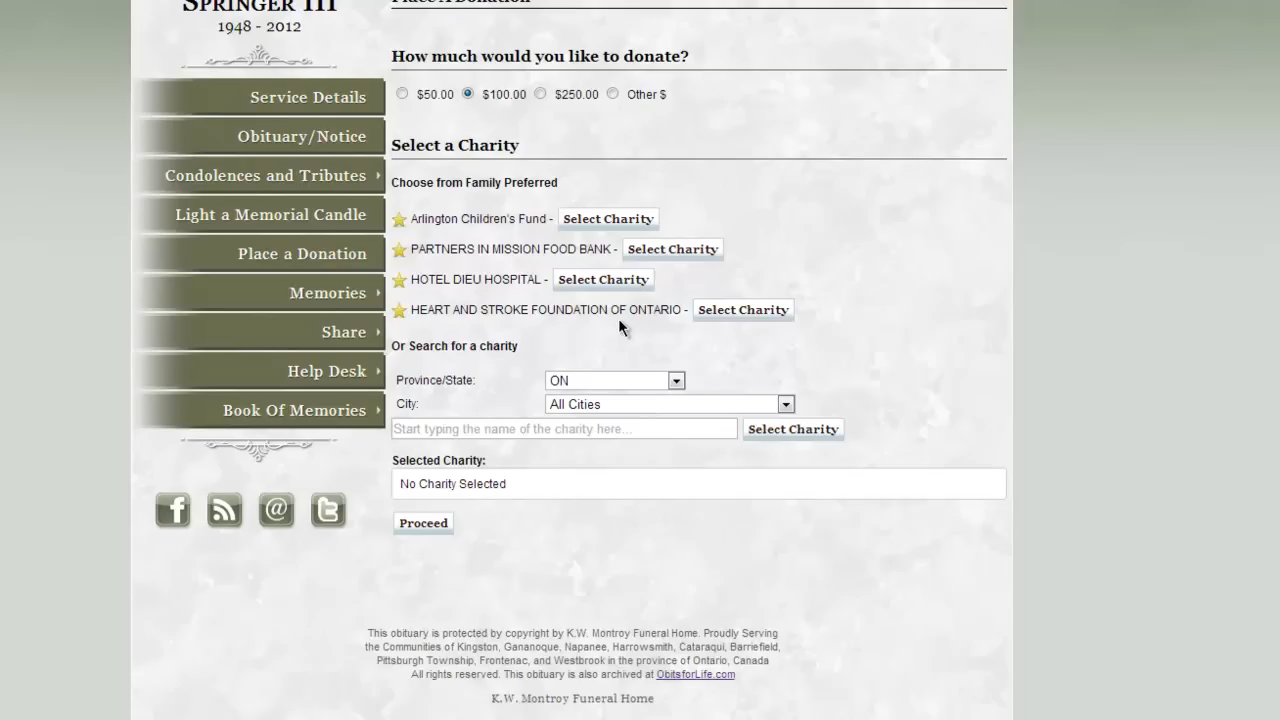 SPRINGER III
1948 - 2012
Service Details
Obituary/Notice
Condolences and Tributes
Light a Memorial Candle
Place a Donation
Memories
Share
Help Desk
Book Of Memories
Place A Donation
How much would you like to donate?
$50.00 $100.00 $250.00 Other $
Select a Charity
Choose from Family Preferred
Arlington Children's Fund - Select Charity
PARTNERS IN MISSION FOOD BANK - Select Charity
HOTEL DIEU HOSPITAL - Select Charity
HEART AND STROKE FOUNDATION OF ONTARIO - Select Charity
Or Search for a charity
Province/State: ON
City: All Cities
Start typing the name of the charity here... Select Charity
Selected Charity:
No Charity Selected
Proceed
This obituary is protected by copyright by K.W. Montroy Funeral Home. Proudly Serving
the Communities of Kingston, Gananoque, Napanee, Harrowsmith, Cataraqui, Barriefield,
Pittsburgh Township, Frontenac, and Westbrook in the province of Ontario, Canada
All rights reserved. This obituary is also archived at ObitsforLife.com
K.W. Montroy Funeral Home